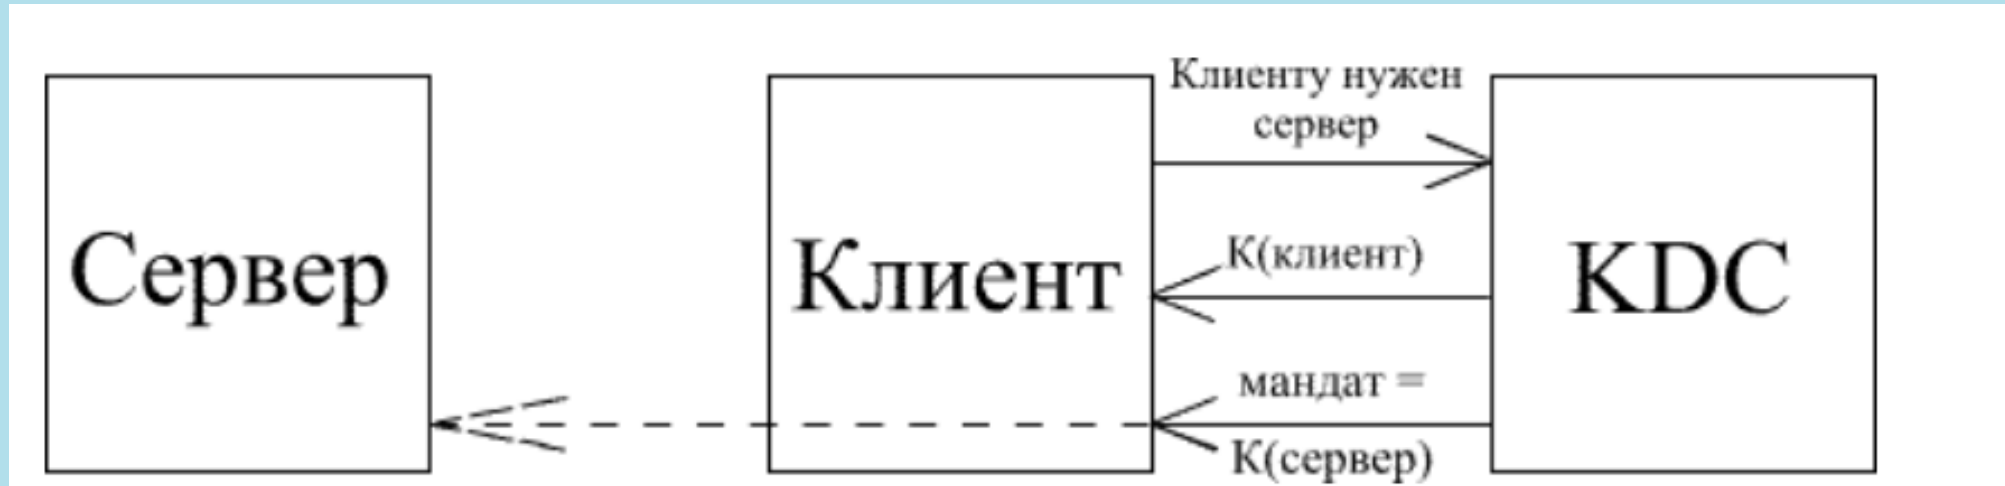 Клиенту нужен
сервер
Сервер
Клиент
К(клиент)
KDC
мандат =
К(сервер)